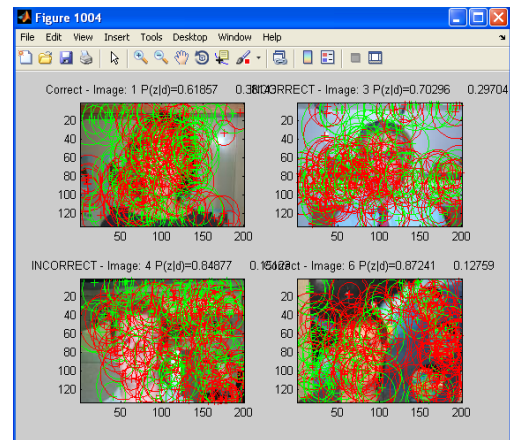 Figure 1004
File Edit View Insert Tools Desktop Window Help
Correct - Image: 1 P(z|d)=0.61857 INCORRECT - Image: 3 P(z|d)=0.70296 0.29704
20 20
40 40
60 60
80 80
100 100
120 120
50 100 150 200 50 100 150 200
INCORRECT - Image: 4 P(z|d)=0.84877 Correct - Image: 6 P(z|d)=0.87241 0.12759
20 20
40 40
60 60
80 80
100 100
120 120
50 100 150 200 50 100 150 200